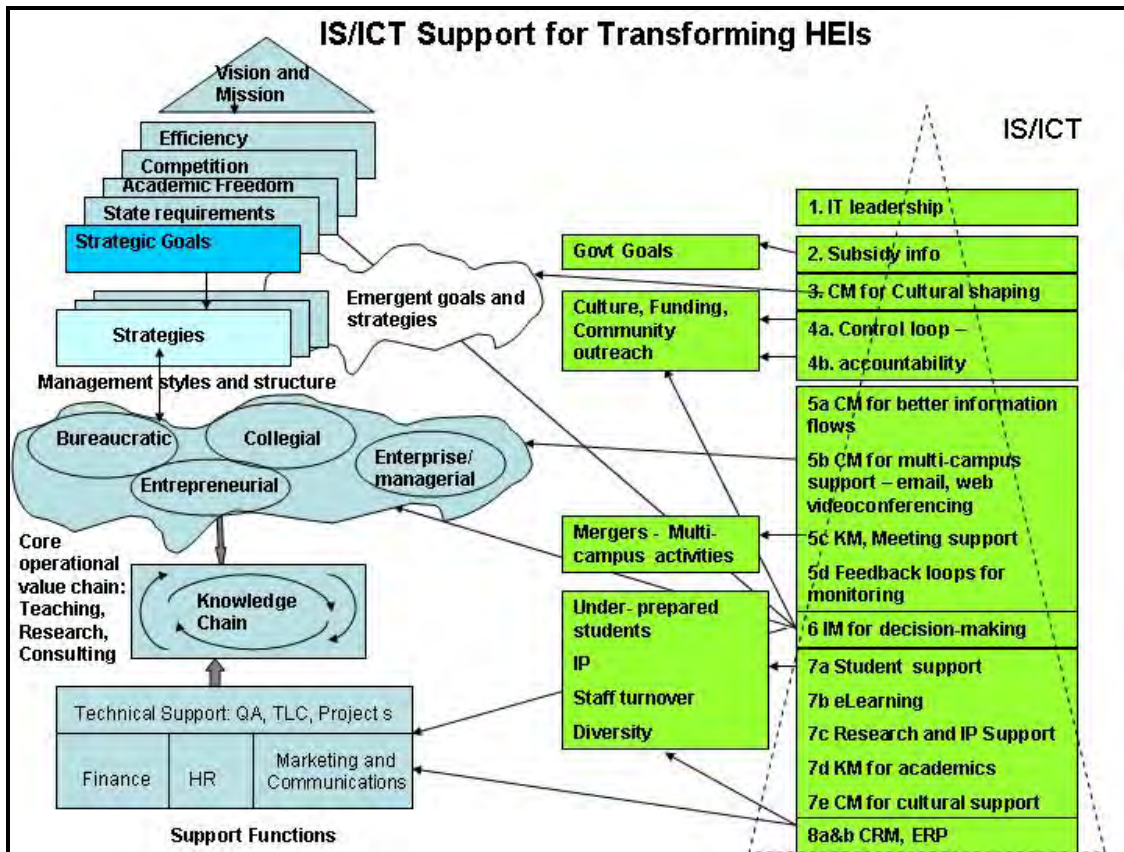 IS/ICT Support for Transforming HEIs
Vision and
Mission
Efficiency
Competition
Academic Freedom
State requirements
Strategic Goals
Emergent goals and
strategies
Strategies
Management styles and structure
Bureaucratic
Collegial
Enterprise/
managerial
Entrepreneurial
Core
operational
value chain:
Teaching,
Research,
Consulting
Knowledge
Chain
Technical Support: QA, TLC, Project s
Finance
HR
Marketing and
Communications
Support Functions
Govt Goals
Culture, Funding,
Community
outreach
Mergers - Multi-
campus activities
Under- prepared
students
IP
Staff turnover
Diversity
IS/ICT
1. IT leadership
2. Subsidy info
3. CM for Cultural shaping
4a. Control loop –
4b. accountability
5a CM for better information
flows
5b CM for multi-campus
support – email, web
videoconferencing
5c KM, Meeting support
5d Feedback loops for
monitoring
6 IM for decision-making
7a Student support
7b eLearning
7c Research and IP Support
7d KM for academics
7e CM for cultural support
8a&b CRM, ERP